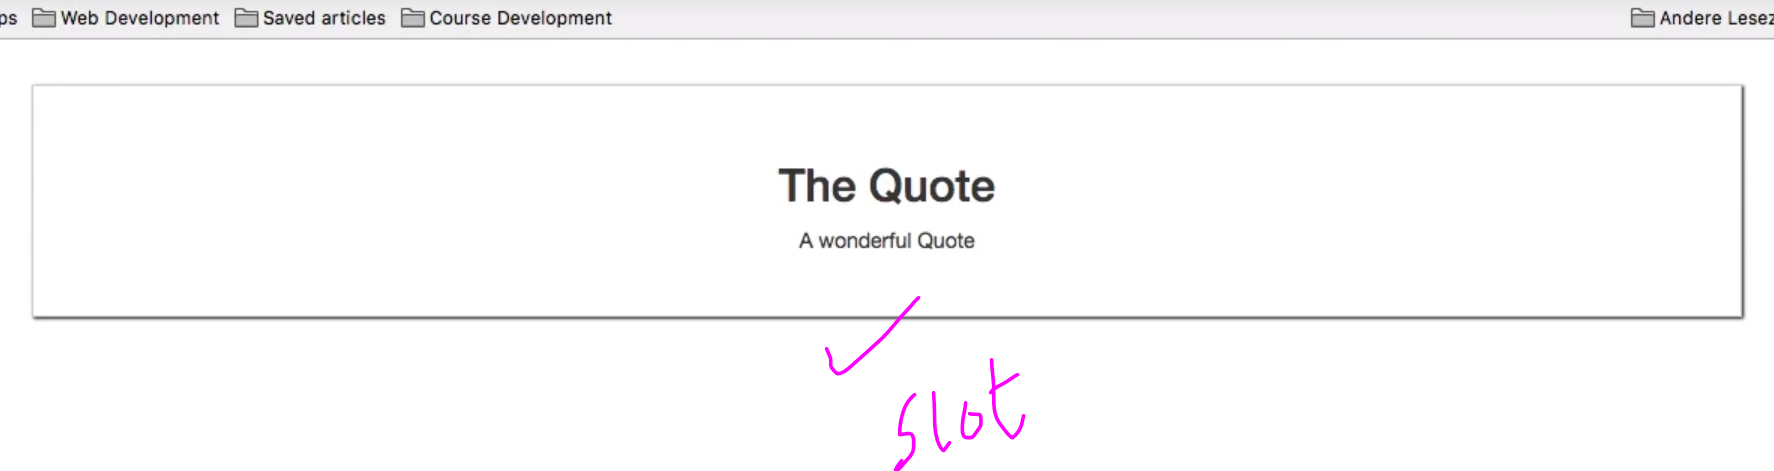 ps Web Development Saved articles Course Development Andere Lesez
The Quote
A wonderful Quote
slot